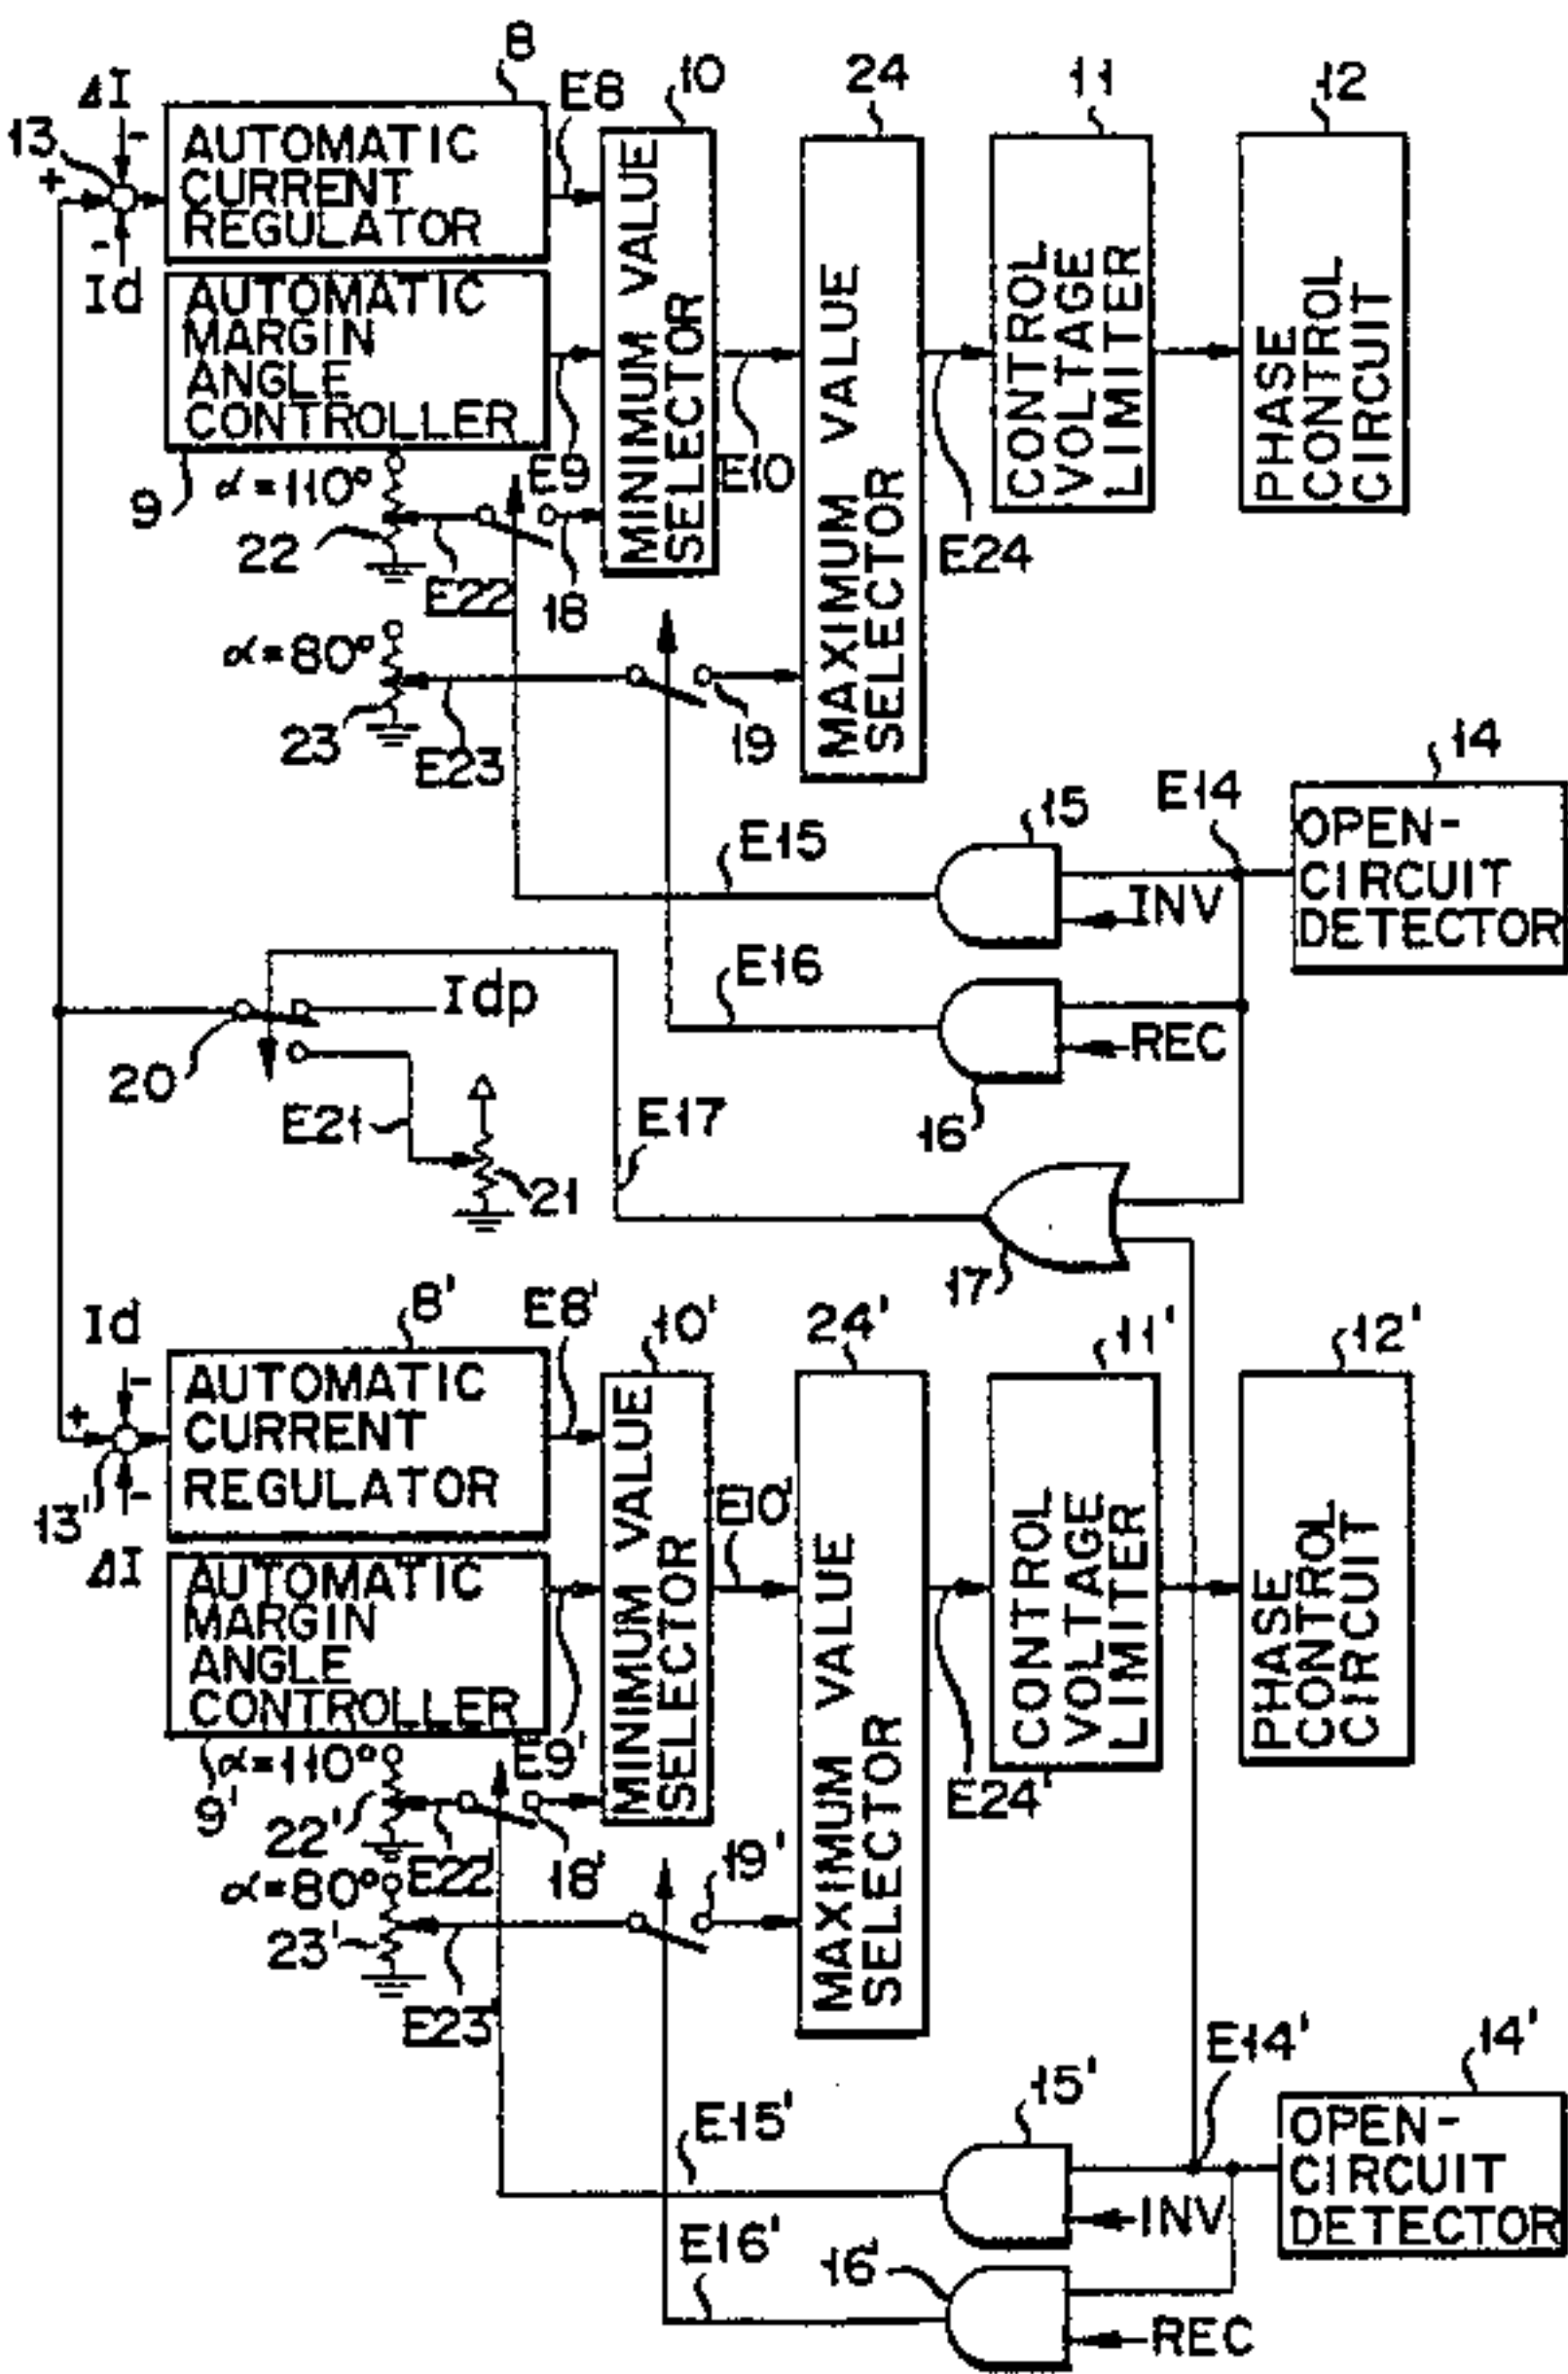 8
10
24
11
12
ΔI
E8
13
-
+
-
Id
AUTOMATIC
CURRENT
REGULATOR
AUTOMATIC
MARGIN
ANGLE
CONTROLLER
MINIMUM VALUE
SELECTOR
MAXIMUM VALUE
SELECTOR
CONTROL
VOLTAGE
LIMITER
PHASE
CONTROL
CIRCUIT
9
α=110°
E9
E10
E24
22
E22
18
α=80°
23
E23
19
14
E14
15
E15
OPEN-
CIRCUIT
DETECTOR
INV
E16
Idp
REC
20
16
E21
E17
21
17
Id
8'
E8'
10'
24'
11'
12'
-
+
-
13'
ΔI
AUTOMATIC
CURRENT
REGULATOR
AUTOMATIC
MARGIN
ANGLE
CONTROLLER
MINIMUM VALUE
SELECTOR
E10'
MAXIMUM VALUE
SELECTOR
CONTROL
VOLTAGE
LIMITER
PHASE
CONTROL
CIRCUIT
9'
α=110°
E9'
E24'
22'
E22'
18'
19'
α=80°
23'
E23'
E14'
14'
15'
E15'
OPEN-
CIRCUIT
DETECTOR
INV
E16'
16'
REC